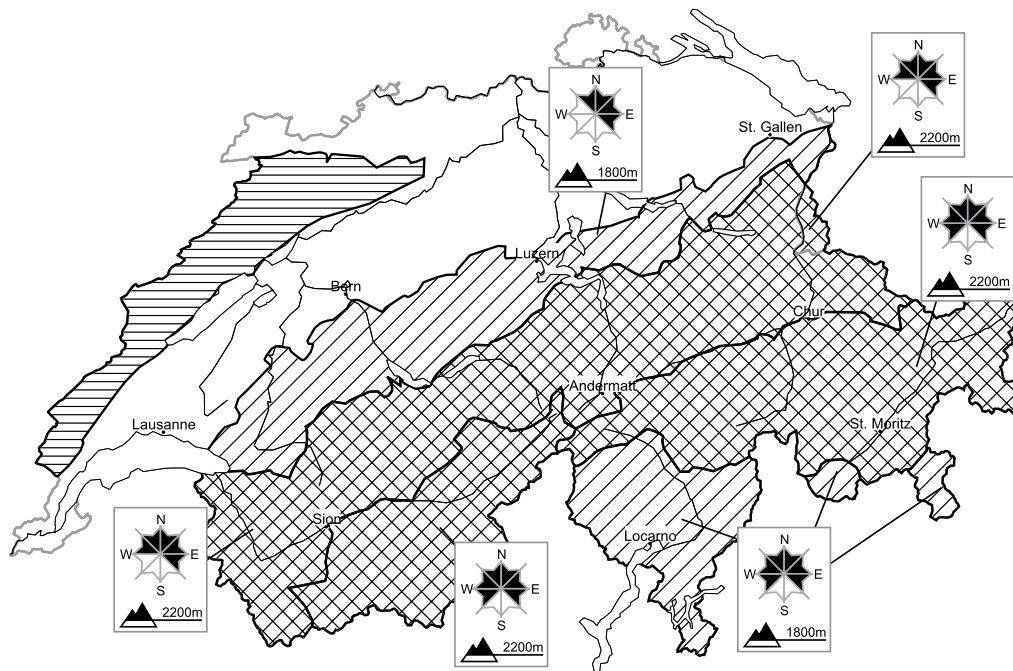 N
W E
S
2200m
N
W E
S
1800m
St. Gallen
N
W E
S
2200m
Luzern
Bern
Chur
Andermatt
Lausanne
St. Moritz
Sion
Locarno
N
W E
S
2200m
N
W E
S
2200m
N
W E
S
1800m